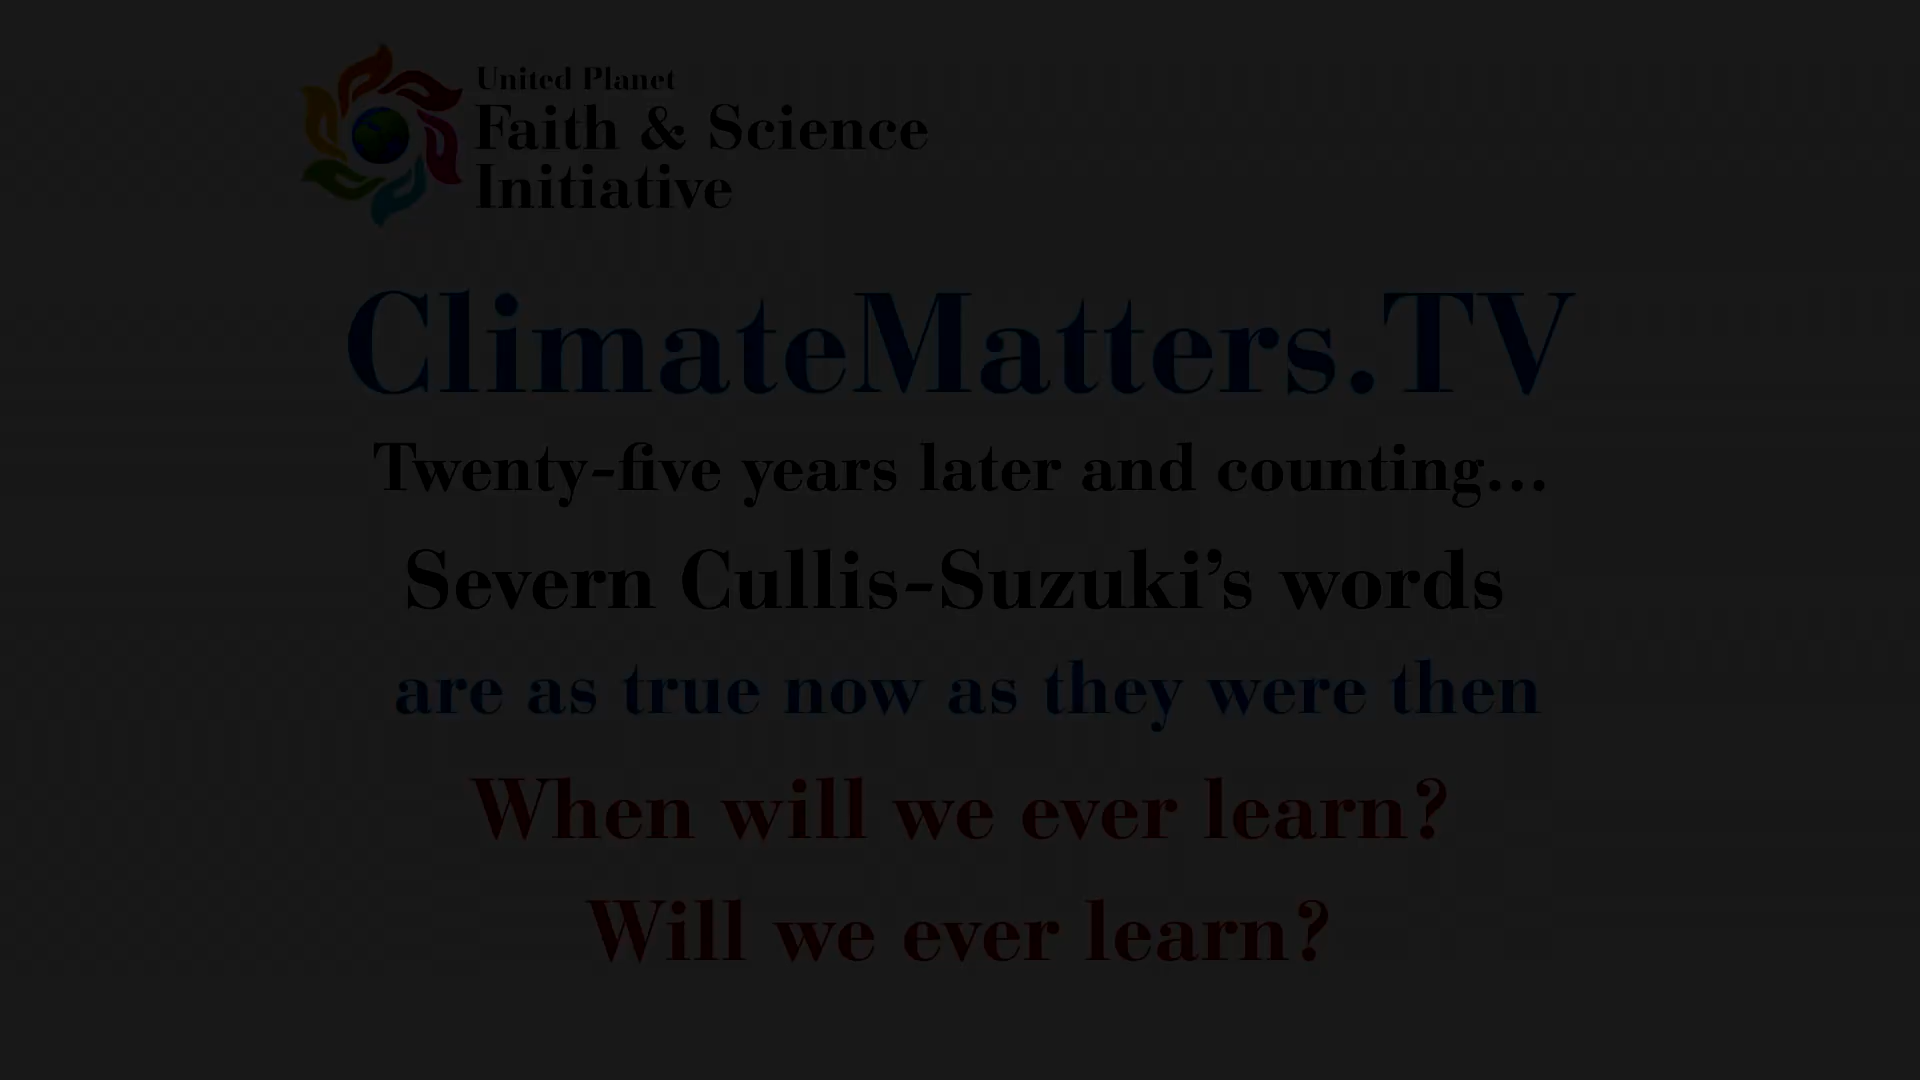 United Planet
Faith & Science
Initiative
ClimateMatters.TV
Twenty-five years later and counting...
Severn Cullis-Suzuki’s words
are as true now as they were then
When will we ever learn?
Will we ever learn?